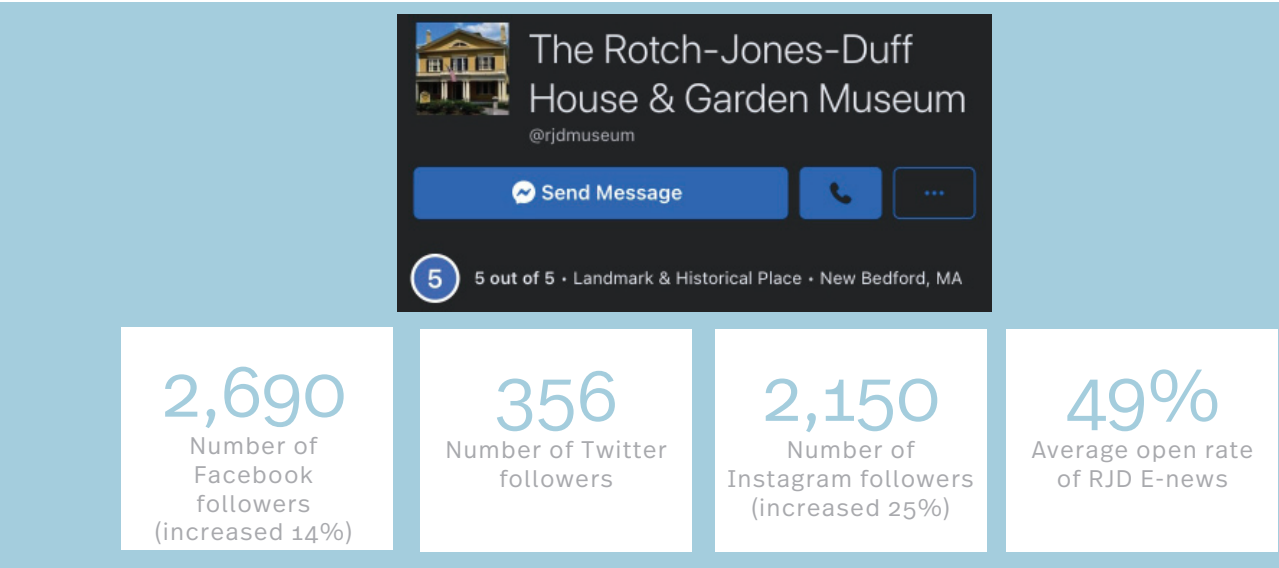 The Rotch-Jones-Duff
House & Garden Museum
@rjdmuseum
Send Message
5
5 out of 5 · Landmark & Historical Place · New Bedford, MA
2,690
Number of
Facebook
followers
(increased 14%)
356
Number of Twitter
followers
2,150
Number of
Instagram followers
(increased 25%)
49%
Average open rate
of RJD E-news